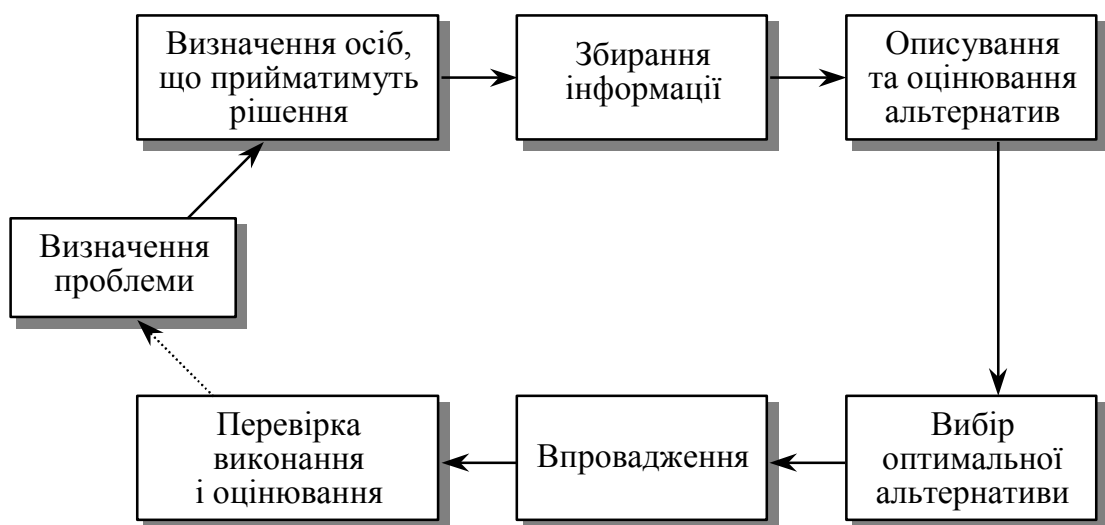 Визначення осіб,
що прийматимуть
рішення
Збирання
інформації
Описування
та оцінювання
альтернатив
Визначення
проблеми
Перевірка
виконання
і оцінювання
Впровадження
Вибір
оптимальної
альтернативи